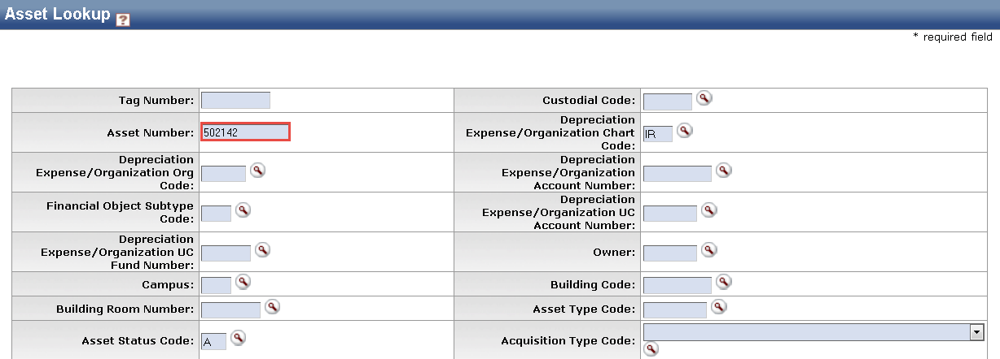 Asset Lookup ?
* required field
Tag Number:
Custodial Code:
Asset Number: 502142
Depreciation
Expense/Organization Chart
Code: IR
Depreciation
Expense/Organization Org
Code:
Depreciation
Expense/Organization
Account Number:
Financial Object Subtype
Code:
Depreciation
Expense/Organization UC
Account Number:
Depreciation
Expense/Organization UC
Fund Number:
Owner:
Campus:
Building Code:
Building Room Number:
Asset Type Code:
Asset Status Code: A
Acquisition Type Code: